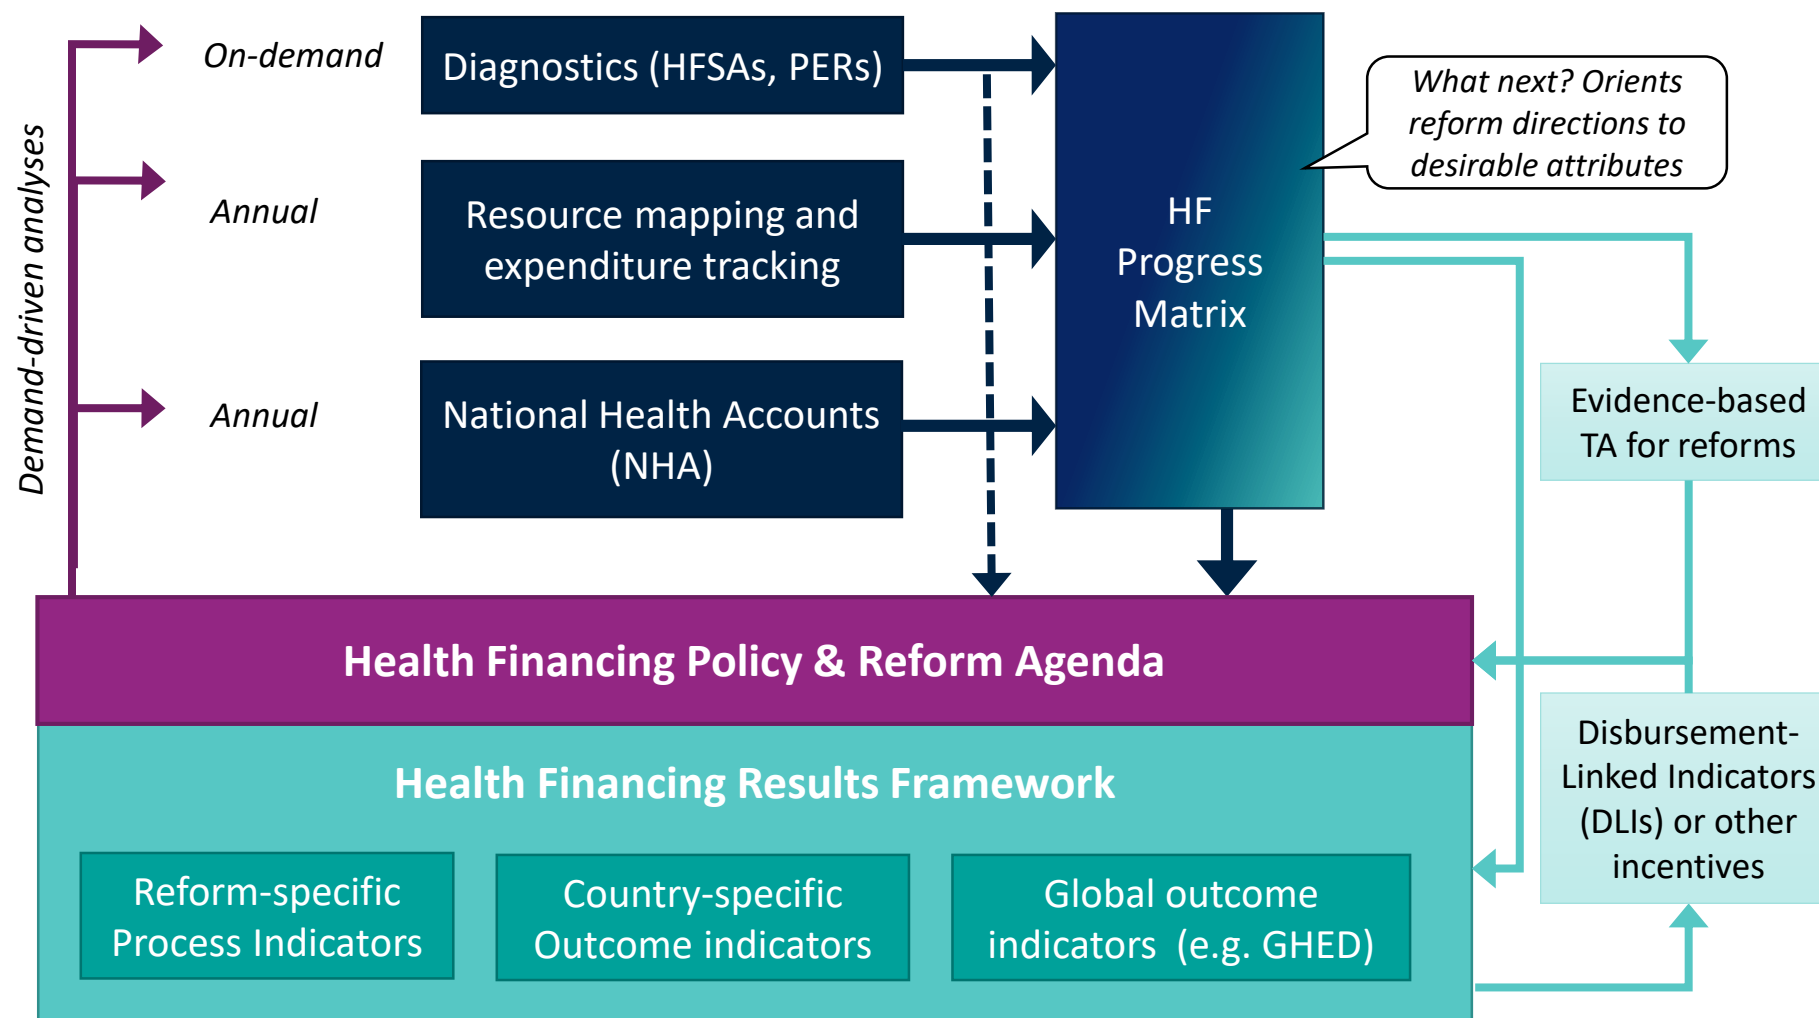 Demand-driven analyses
On-demand
Diagnostics (HFSAs, PERs)
Annual
Resource mapping and
expenditure tracking
Annual
National Health Accounts
(NHA)
HF
Progress
Matrix
What next? Orients
reform directions to
desirable attributes
Evidence-based
TA for reforms
Health Financing Policy & Reform Agenda
Disbursement-
Linked Indicators
(DLIs) or other
incentives
Health Financing Results Framework
Reform-specific
Process Indicators
Country-specific
Outcome indicators
Global outcome
indicators (e.g. GHED)